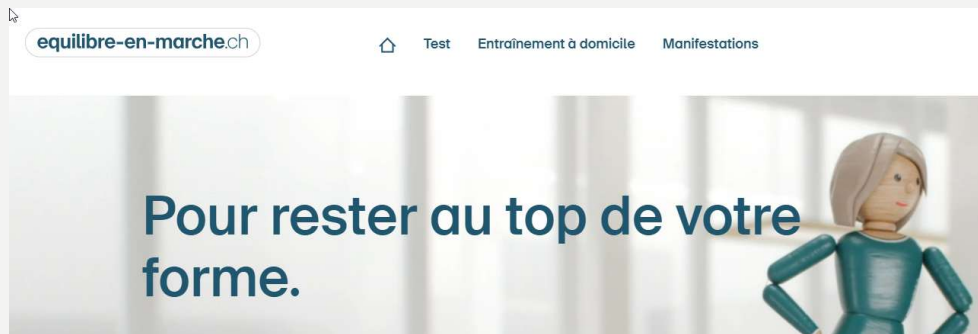 equilibre-en-marche.ch
Test
Entraînement à domicile
Manifestations
Pour rester au top de votre
forme.